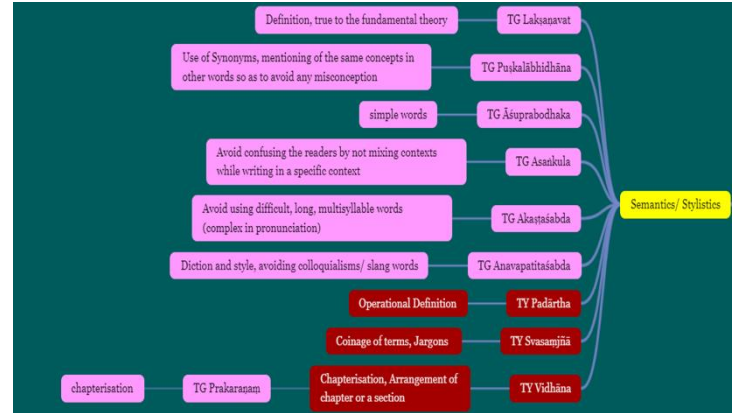 Definition, true to the fundamental theory
TG Lakṣaṇavat
Use of Synonyms, mentioning of the same concepts in
other words so as to avoid any misconception
TG Puṣkalābhidhāna
simple words
TG Āśuprabodhaka
Avoid confusing the readers by not mixing contexts
while writing in a specific context
TG Asaṅkula
Semantics/ Stylistics
Avoid using difficult, long, multisyllable words
(complex in pronunciation)
TG Akaṣṭaśabda
Diction and style, avoiding colloquialisms/ slang words
TG Anavapatitaśabda
Operational Definition
TY Padārtha
Coinage of terms, Jargons
TY Svasaṃjñā
chapterisation
TG Prakaraṇaṃ
Chapterisation, Arrangement of
chapter or a section
TY Vidhāna